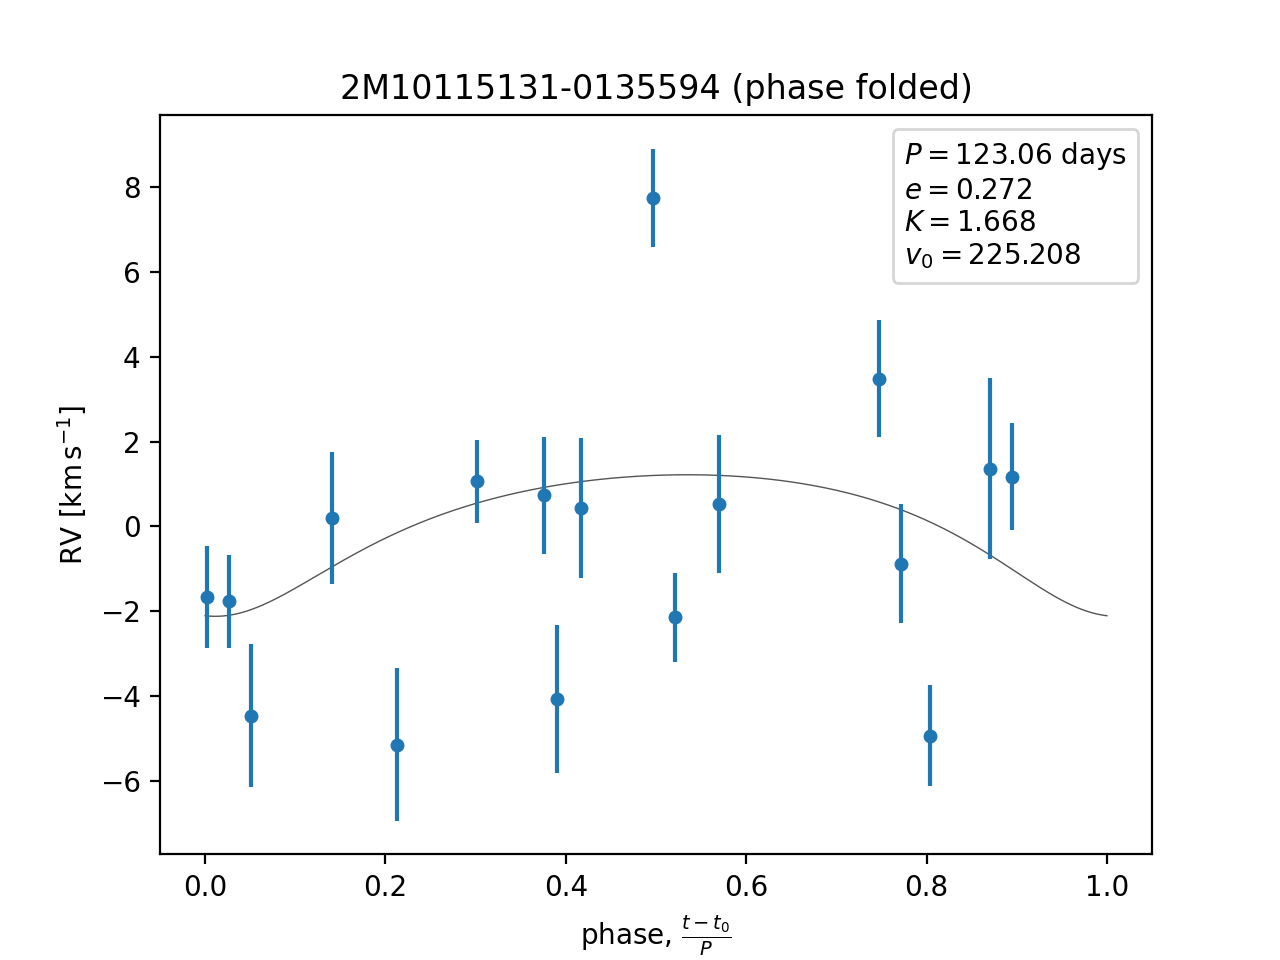 2M10115131-0135594 (phase folded)
P = 123.06 days
e = 0.272
K = 1.668
v₀ = 225.208
8
6
4
2
0
−2
−4
−6
RV [km s⁻¹]
0.0 0.2 0.4 0.6 0.8 1.0
phase, (t − t₀)/P